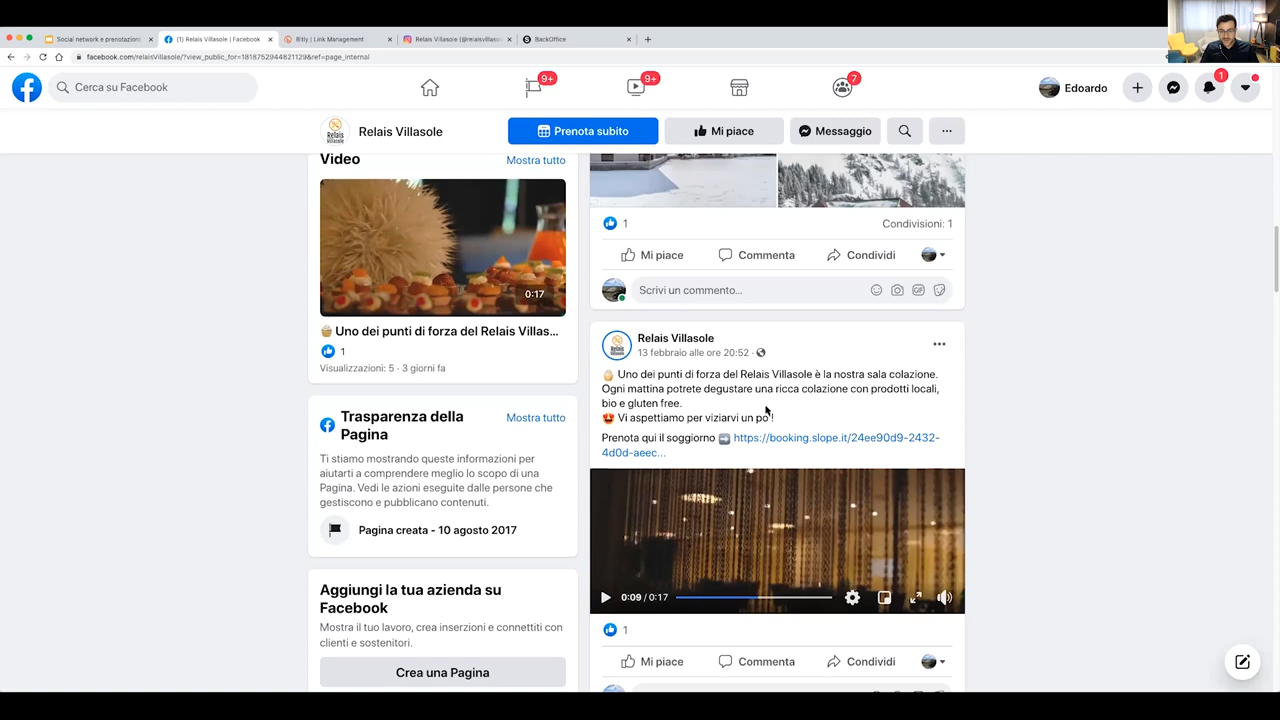 Social network e prenotazion
(1) Relais Villasole | Facebook
Bitly | Link Management
Relais Villasole (@relaisvillaso
BackOffice
facebook.com/relaisVillasole/?view_public_for=1818752944821129&ref=page_internal
Cerca su Facebook
9+
9+
7
Edoardo
1
Relais Villasole
Prenota subito
Mi piace
Messaggio
Video
Mostra tutto
0:17
Uno dei punti di forza del Relais Villas...
1
Visualizzazioni: 5 · 3 giorni fa
Trasparenza della
Pagina
Mostra tutto
Ti stiamo mostrando queste informazioni per
aiutarti a comprendere meglio lo scopo di una
Pagina. Vedi le azioni eseguite dalle persone che
gestiscono e pubblicano contenuti.
Pagina creata - 10 agosto 2017
Aggiungi la tua azienda su
Facebook
Mostra il tuo lavoro, crea inserzioni e connettiti con
clienti e sostenitori.
Crea una Pagina
1
Condivisioni: 1
Mi piace
Commenta
Condividi
Scrivi un commento...
GIF
Relais Villasole
13 febbraio alle ore 20:52 ·
Uno dei punti di forza del Relais Villasole è la nostra sala colazione.
Ogni mattina potrete degustare una ricca colazione con prodotti locali,
bio e gluten free.
Vi aspettiamo per viziarvi un po'!
Prenota qui il soggiorno ➡ https://booking.slope.it/24ee90d9-2432-
4d0d-aeec...
0:09 / 0:17
1
Mi piace
Commenta
Condividi